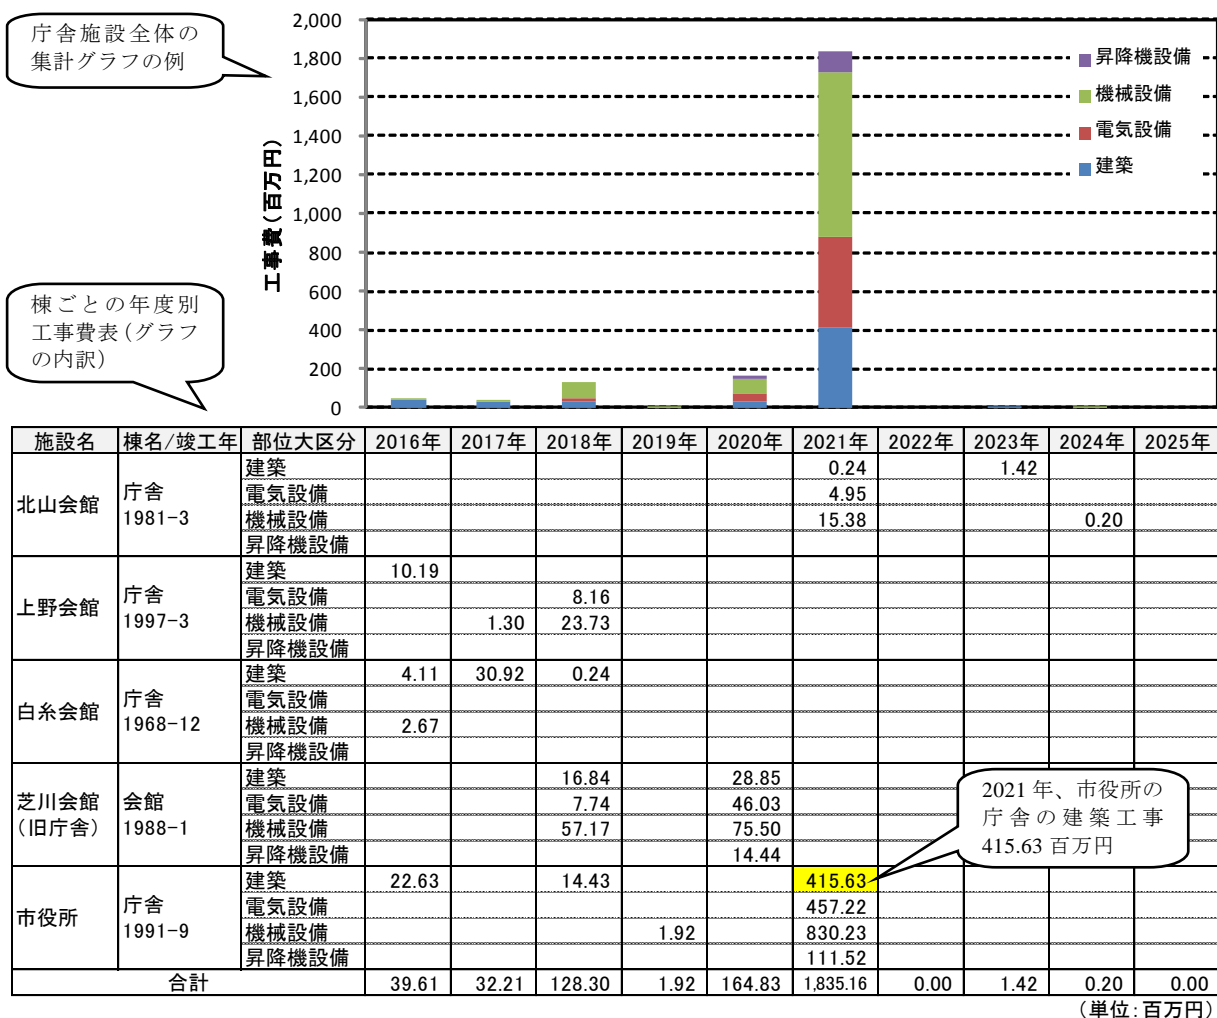 庁舎施設全体の
集計グラフの例
工事費(百万円)
2,000
1,800
1,600
1,400
1,200
1,000
800
600
400
200
0
昇降機設備
機械設備
電気設備
建築
棟ごとの年度別
工事費表(グラフ
の内訳)
施設名 棟名/竣工年 部位大区分 2016年 2017年 2018年 2019年 2020年 2021年 2022年 2023年 2024年 2025年
北山会館 庁舎 1981-3
建築 0.24 1.42
電気設備 4.95
機械設備 15.38 0.20
昇降機設備
上野会館 庁舎 1997-3
建築 10.19
電気設備 8.16
機械設備 1.30 23.73
昇降機設備
白糸会館 庁舎 1968-12
建築 4.11 30.92 0.24
電気設備
機械設備 2.67
昇降機設備
芝川会館 (旧庁舎) 会館 1988-1
建築 16.84 28.85
電気設備 7.74 46.03
機械設備 57.17 75.50
昇降機設備 14.44
2021 年、市役所の
庁舎の建築工事
415.63 百万円
市役所 庁舎 1991-9
建築 22.63 14.43 415.63
電気設備 457.22
機械設備 1.92 830.23
昇降機設備 111.52
合計 39.61 32.21 128.30 1.92 164.83 1,835.16 0.00 1.42 0.20 0.00
(単位:百万円)